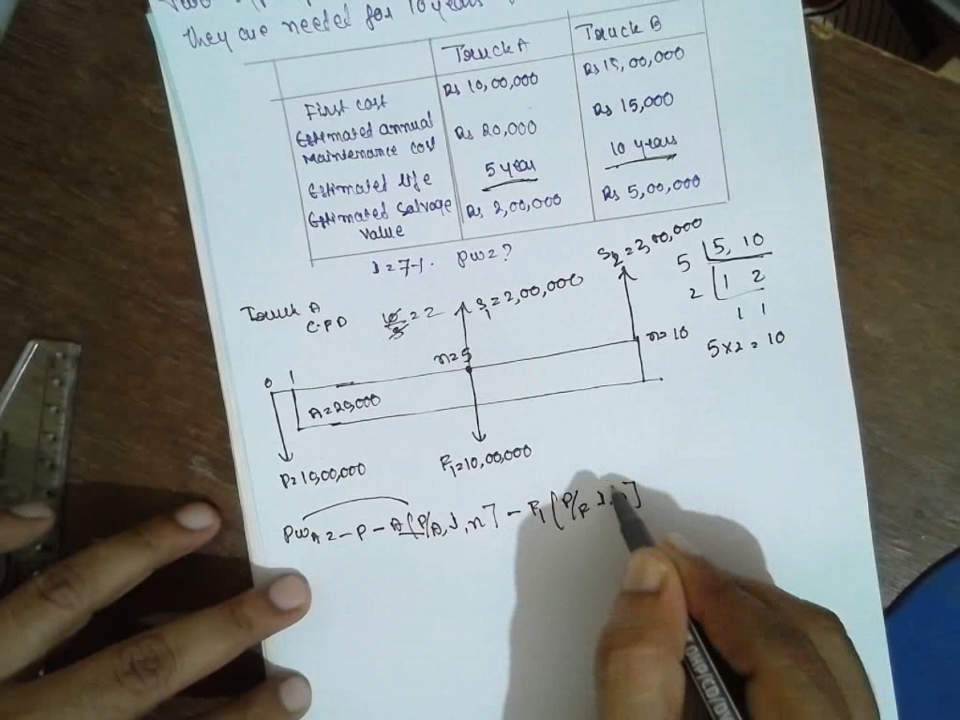 They are needed for 10 years
Truck A Truck B
First cost Rs 10,00,000 Rs 15,00,000
Estimated annual
Maintenance cost Rs 20,000 Rs 15,000
Estimated life 5 year 10 years
Estimated Salvage
Value Rs 2,00,000 Rs 5,00,000
i=7%. PW=?
Truck A
C.F.D
10/5=2
S1=2,00,000
S2=2,00,000
5 5, 10
2 1 2
1 1
5×2=10
0 1 n=5 n=10
A=20,000
P=10,00,000 P1=10,00,000
PWA=-P-A[P/A,i,n]-P1[P/F